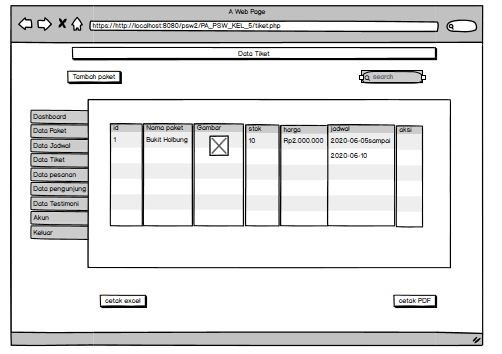 A Web Page
https://http://localhost:8080/psw2/PA_PSW_KEL_5/tiket.php
Data Tiket
Tambah paket
search
Dashboard
Data Paket
Data Jadwal
Data Tiket
Data pesanan
Data pengunjung
Data Testimoni
Akun
Keluar
id Nama paket Gambar stok harga jadwal aksi
1 Bukit Holbung 10 Rp2.000.000 2020-06-05sampai
2020-06-10
cetak excel
cetak PDF